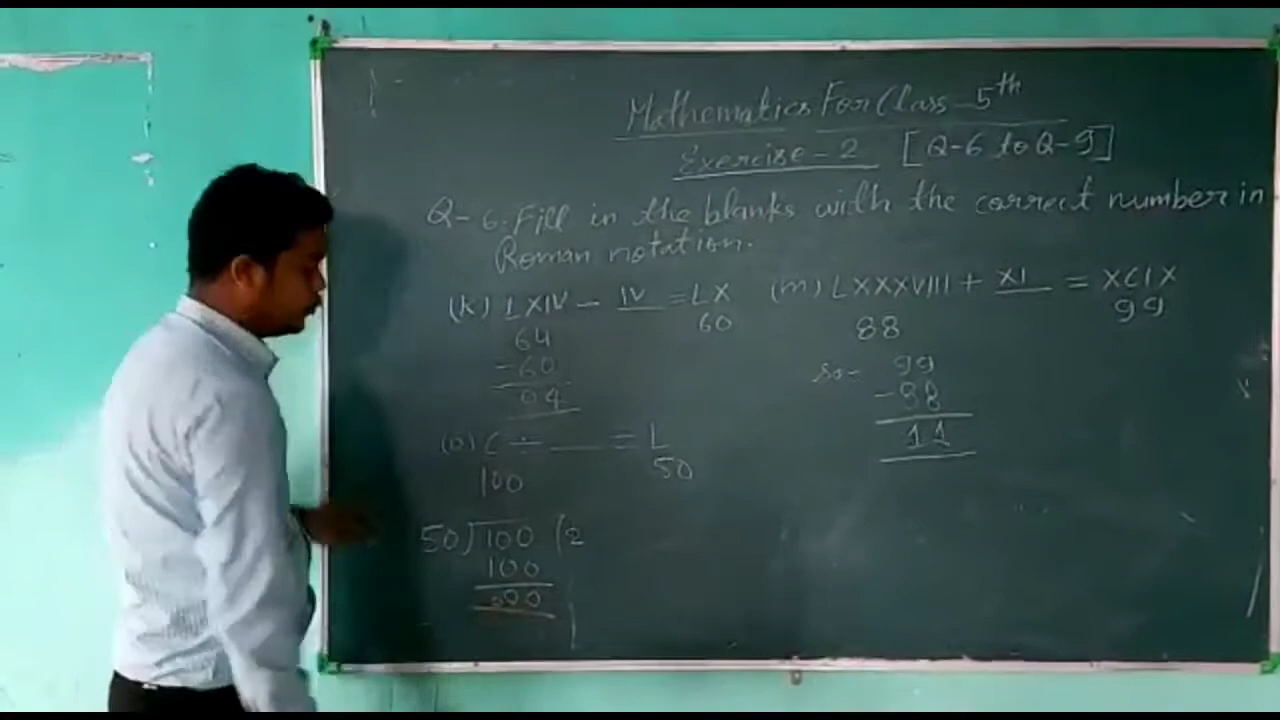 Mathematics For Class-5th
Exercise-2 [Q-6 to Q-9]
Q-6. Fill in the blanks with the correct number in
Roman notation.
(K) LXIV - IV = LX (m) LXXXVIII + XI = XCIX
64 60 88 99
-60 so- 99
04 -88
11
(O) C ÷ ___ = L
100 50
50)100(2
100
000